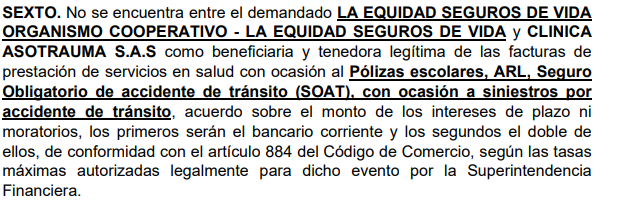 SEXTO. No se encuentra entre el demandado LA EQUIDAD SEGUROS DE VIDA
ORGANISMO COOPERATIVO - LA EQUIDAD SEGUROS DE VIDA y CLINICA
ASOTRAUMA S.A.S como beneficiaria y tenedora legítima de las facturas de
prestación de servicios en salud con ocasión al Pólizas escolares, ARL, Seguro
Obligatorio de accidente de tránsito (SOAT), con ocasión a siniestros por
accidente de tránsito, acuerdo sobre el monto de los intereses de plazo ni
moratorios, los primeros serán el bancario corriente y los segundos el doble de
ellos, de conformidad con el artículo 884 del Código de Comercio, según las tasas
máximas autorizadas legalmente para dicho evento por la Superintendencia
Financiera.